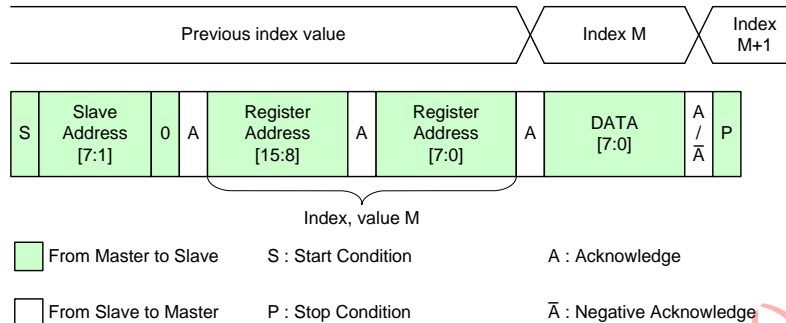 Previous index value
Index M
Index
M+1
S
Slave
Address
[7:1]
0
A
Register
Address
[15:8]
A
Register
Address
[7:0]
A
DATA
[7:0]
A
/
A̅
P
Index, value M
From Master to Slave
S : Start Condition
A : Acknowledge
From Slave to Master
P : Stop Condition
A̅ : Negative Acknowledge